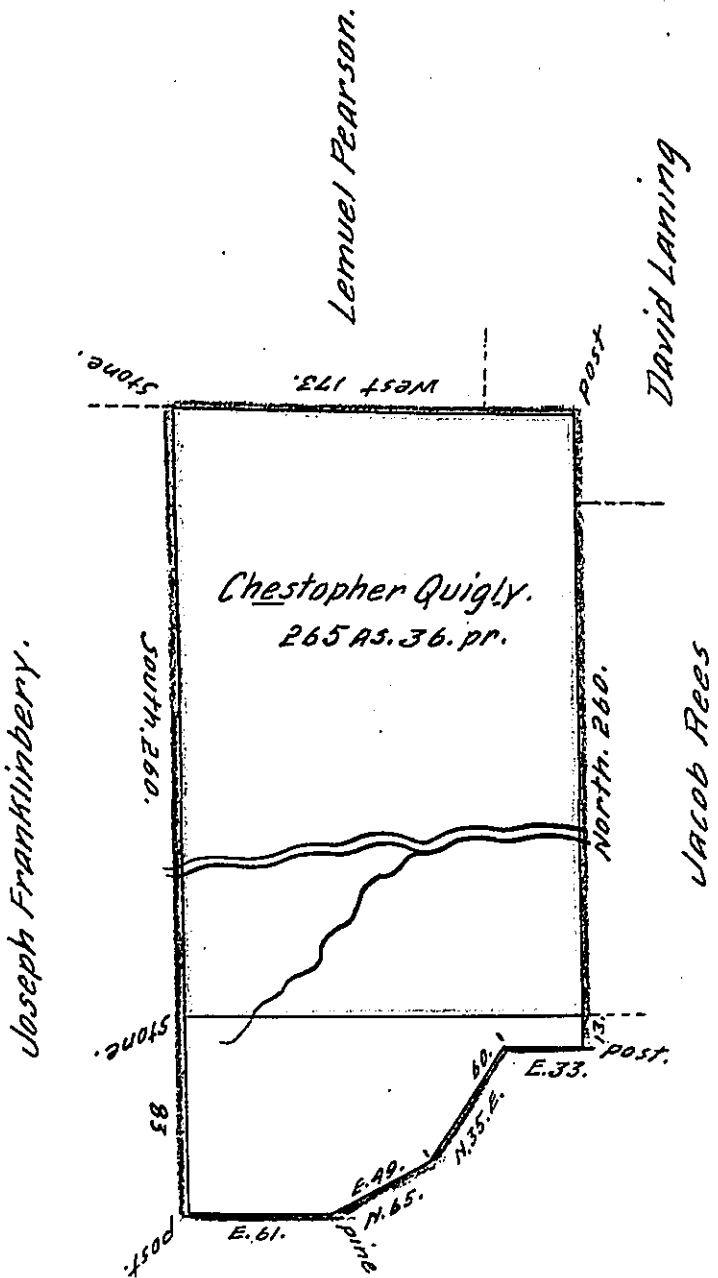 Lemuel Pearson.
David Laning
Stone.
West 173.
post
Chestopher Quigly.
265 As. 36. pr.
Joseph Franklinbery.
South. 260.
North. 260.
Jacob Rees
Stone.
83
13.
post.
E. 33.
60.
N. 35. E.
E. 49.
N. 65.
post.
E. 61.
pine